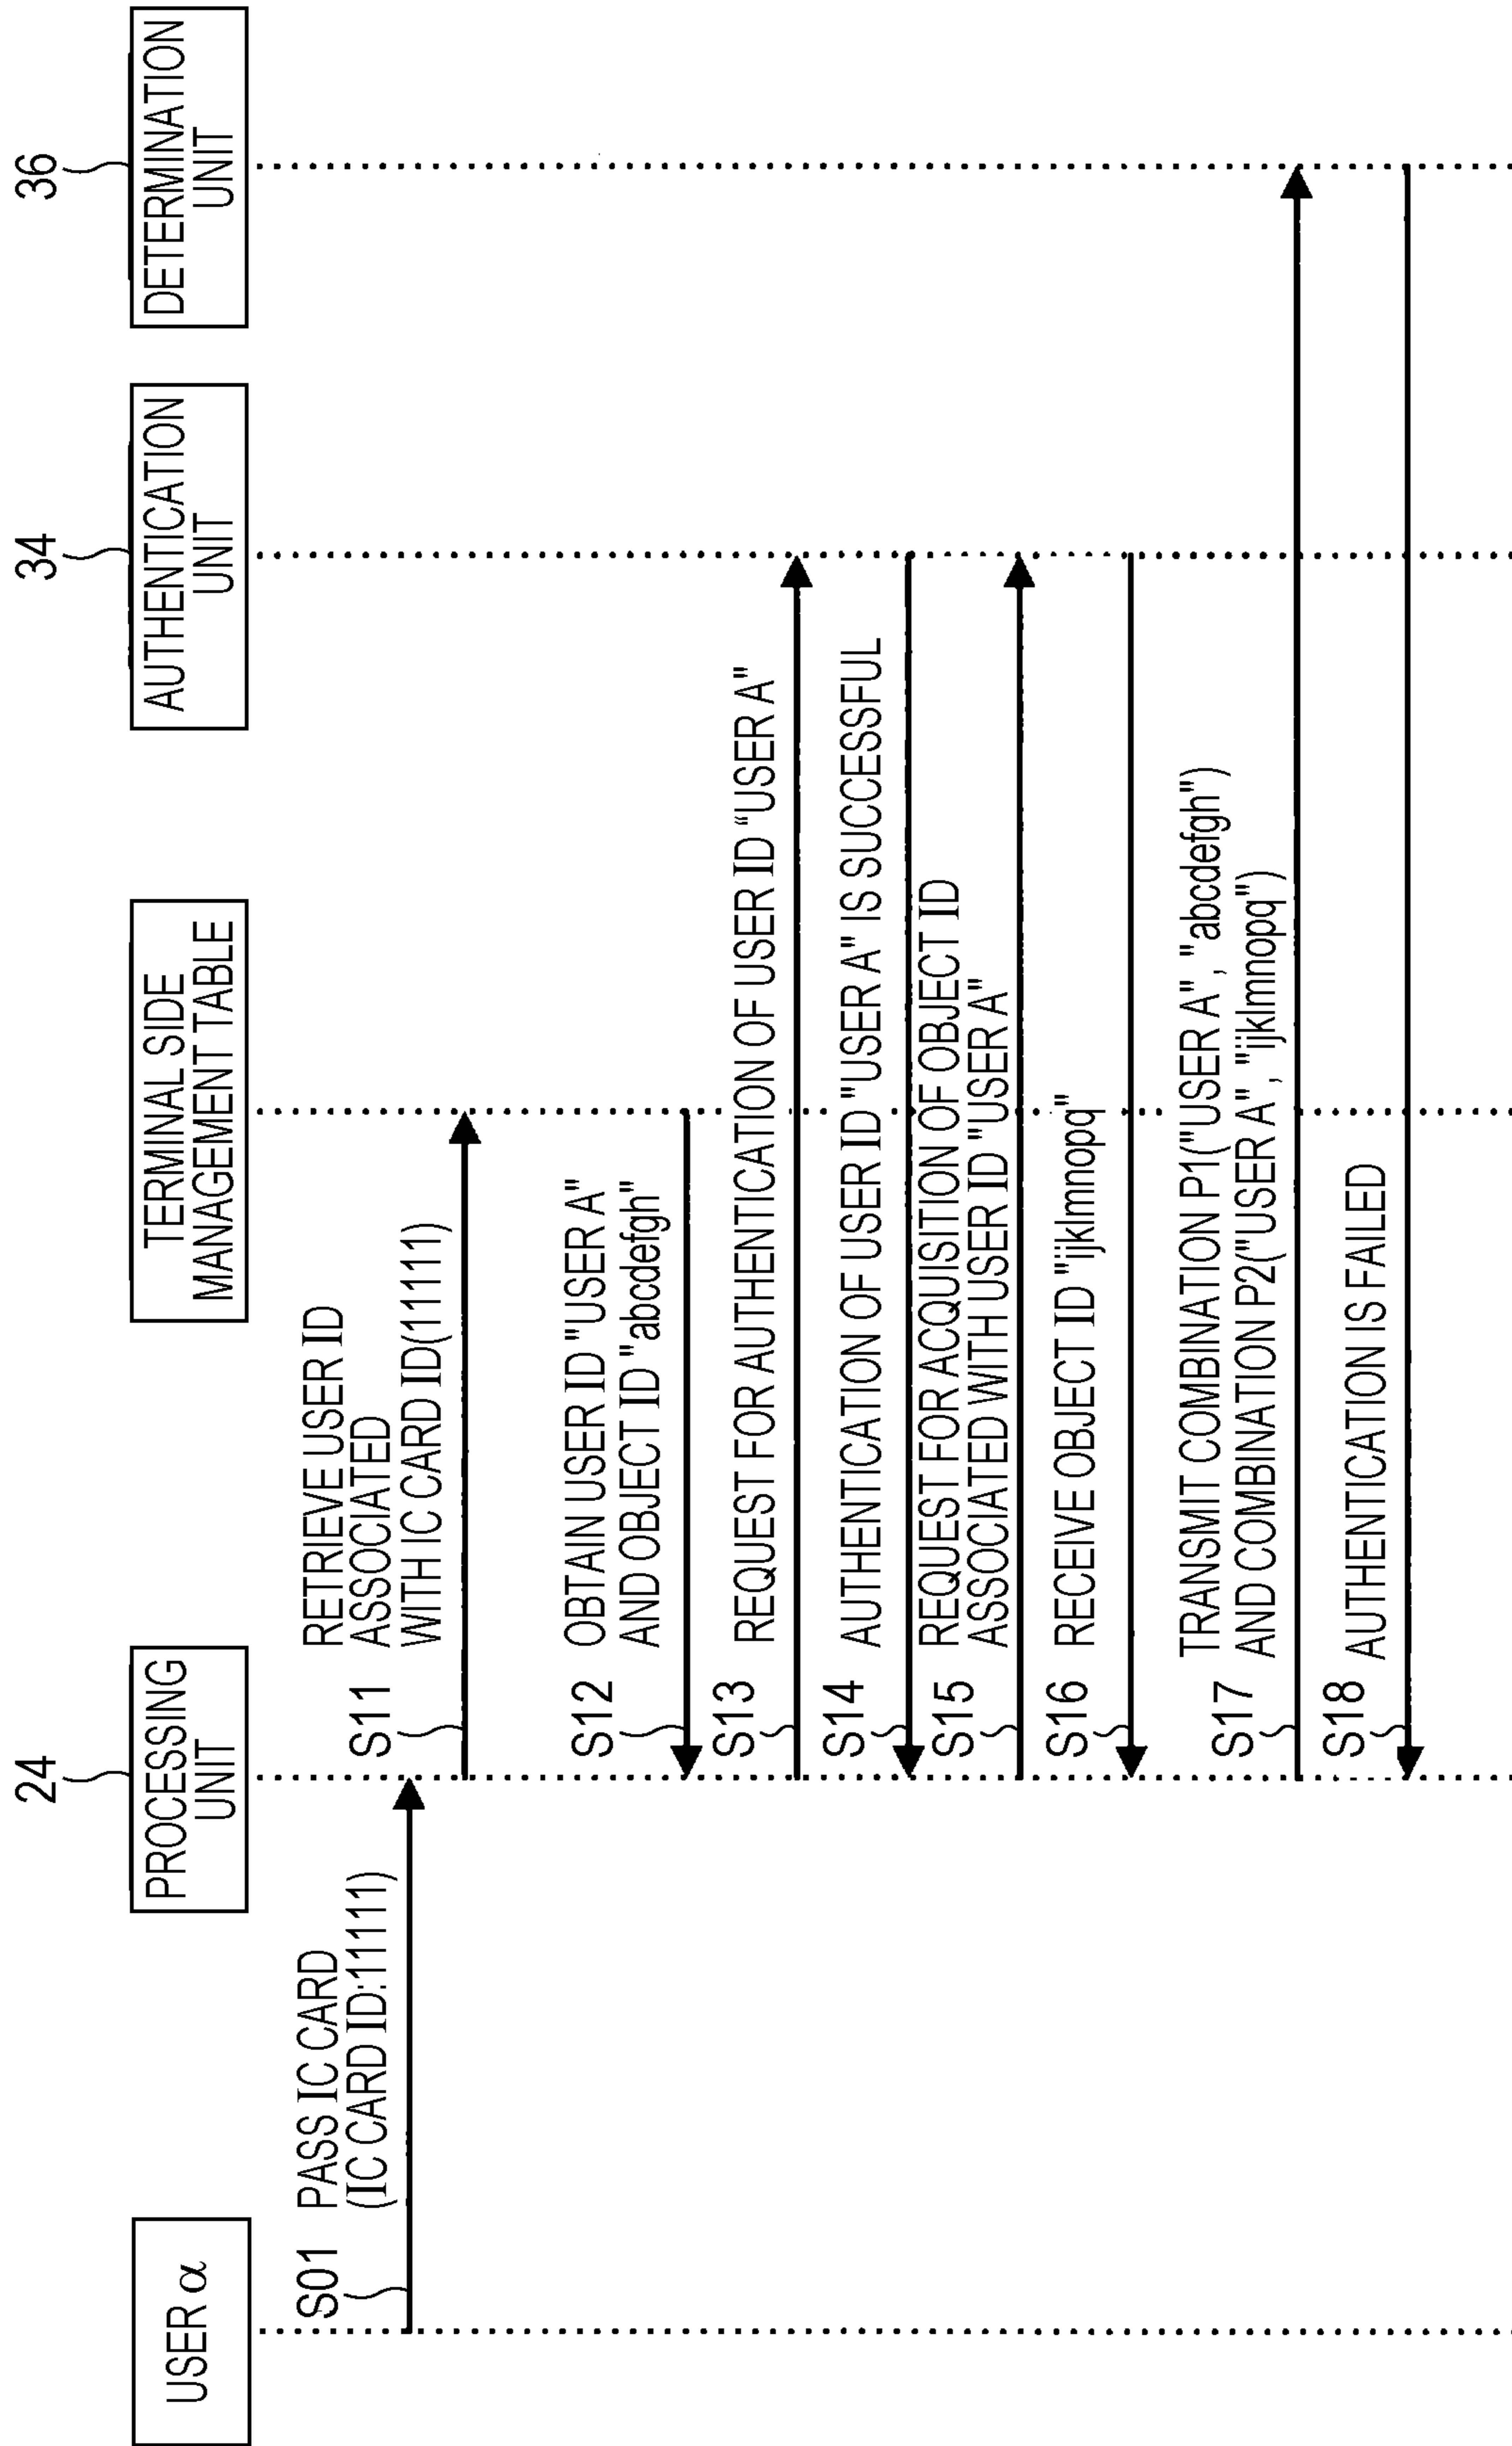 USER α
24
PROCESSING
UNIT
TERMINAL SIDE
MANAGEMENT TABLE
34
AUTHENTICATION
UNIT
36
DETERMINATION
UNIT
S01
PASS IC CARD
(IC CARD ID:11111)
S11
RETRIEVE USER ID
ASSOCIATED
WITH IC CARD ID(11111)
S12
OBTAIN USER ID "USER A"
AND OBJECT ID "abcdefgh"
S13
REQUEST FOR AUTHENTICATION OF USER ID “USER A"
S14
AUTHENTICATION OF USER ID "USER A" IS SUCCESSFUL
S15
REQUEST FOR ACQUISITION OF OBJECT ID
ASSOCIATED WITH USER ID "USER A"
S16
RECEIVE OBJECT ID "ijklmnopq"
S17
TRANSMIT COMBINATION P1("USER A", "abcdefgh")
AND COMBINATION P2("USER A", "ijklmnopq")
S18
AUTHENTICATION IS FAILED